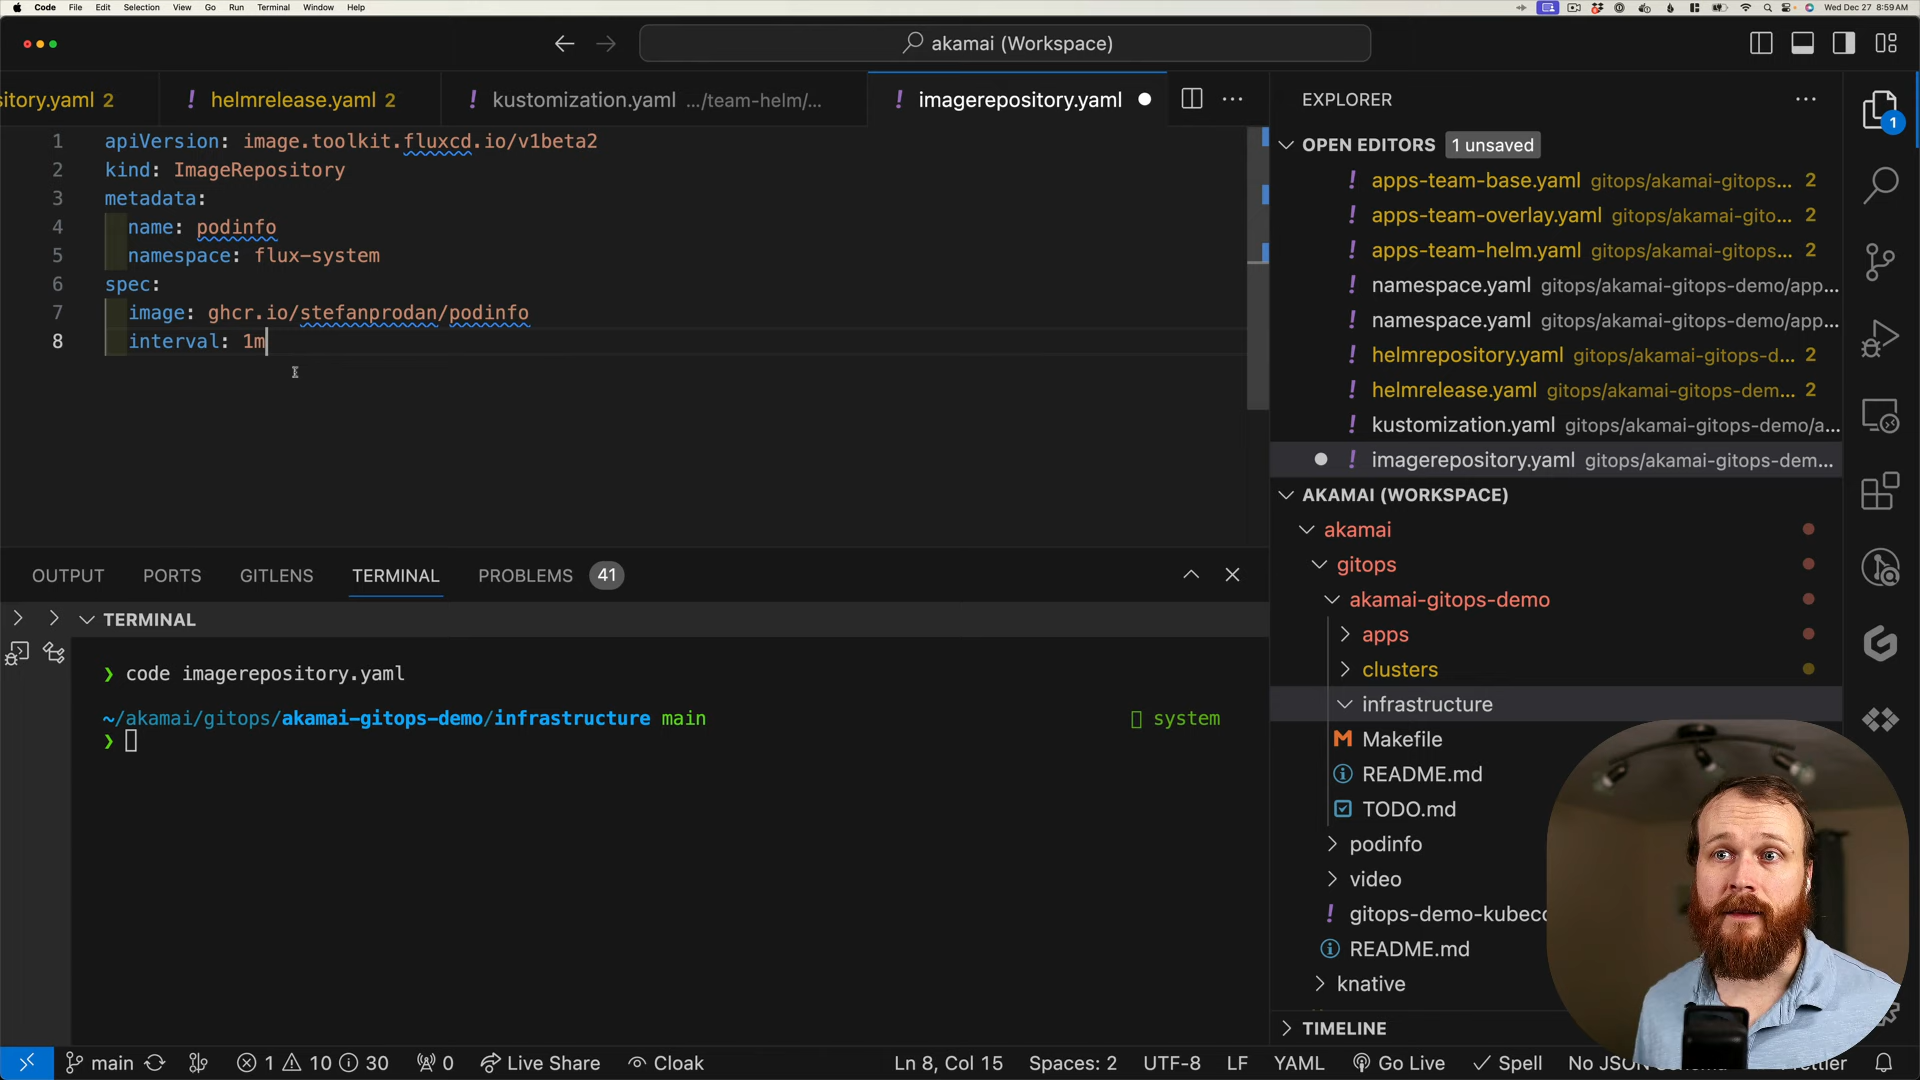 Code File Edit Selection View Go Run Terminal Window Help
Wed Dec 27 8:59 AM
akamai (Workspace)
sitory.yaml 2
helmrelease.yaml 2
kustomization.yaml .../team-helm/...
imagerepository.yaml
1 apiVersion: image.toolkit.fluxcd.io/v1beta2
2 kind: ImageRepository
3 metadata:
4 name: podinfo
5 namespace: flux-system
6 spec:
7 image: ghcr.io/stefanprodan/podinfo
8 interval: 1m
OUTPUT PORTS GITLENS TERMINAL PROBLEMS 41
TERMINAL
❯ code imagerepository.yaml
~/akamai/gitops/akamai-gitops-demo/infrastructure main
system
❯
EXPLORER
1
OPEN EDITORS 1 unsaved
! apps-team-base.yaml gitops/akamai-gitops... 2
! apps-team-overlay.yaml gitops/akamai-gito... 2
! apps-team-helm.yaml gitops/akamai-gitops... 2
! namespace.yaml gitops/akamai-gitops-demo/app...
! namespace.yaml gitops/akamai-gitops-demo/app...
! helmrepository.yaml gitops/akamai-gitops-d... 2
! helmrelease.yaml gitops/akamai-gitops-dem... 2
! kustomization.yaml gitops/akamai-gitops-demo/a...
! imagerepository.yaml gitops/akamai-gitops-dem...
AKAMAI (WORKSPACE)
akamai
gitops
akamai-gitops-demo
apps
clusters
infrastructure
Makefile
README.md
TODO.md
podinfo
video
! gitops-demo-kubeco
README.md
knative
TIMELINE
main 1 10 30 0 Live Share Cloak Ln 8, Col 15 Spaces: 2 UTF-8 LF YAML Go Live Spell No JSON